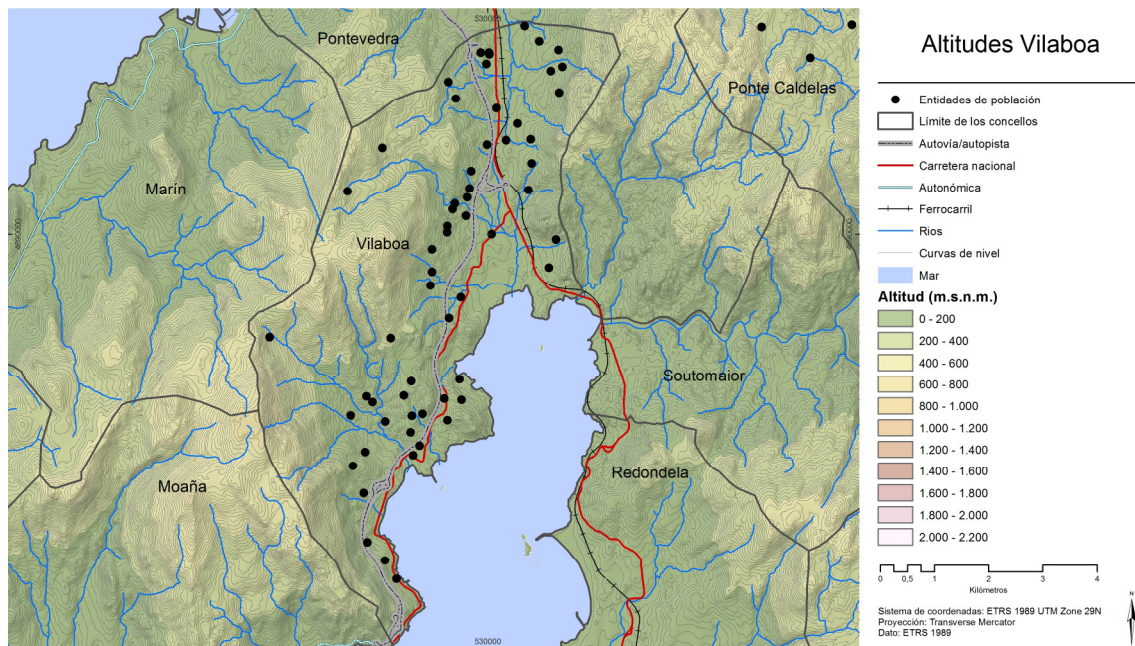 530000
Pontevedra
Ponte Caldelas
Marín
Vilaboa
4690000
4690000
Soutomaior
Redondela
Moaña
530000
Altitudes Vilaboa
Entidades de población
Límite de los concellos
Autovía/autopista
Carretera nacional
Autonómica
Ferrocarril
Rios
Curvas de nivel
Mar
Altitud (m.s.n.m.)
0 - 200
200 - 400
400 - 600
600 - 800
800 - 1.000
1.000 - 1.200
1.200 - 1.400
1.400 - 1.600
1.600 - 1.800
1.800 - 2.000
2.000 - 2.200
0 0,5 1 2 3 4
Kilómetros
N
Sistema de coordenadas: ETRS 1989 UTM Zone 29N
Proyección: Transverse Mercator
Dato: ETRS 1989